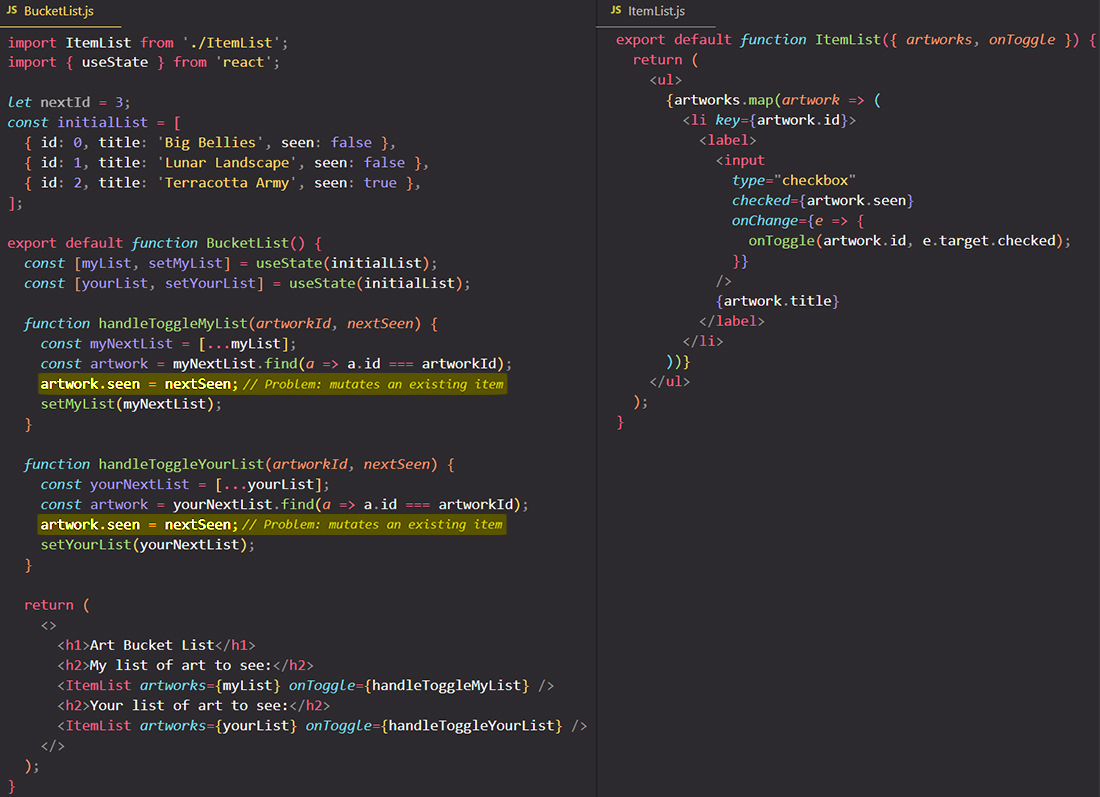 JS BucketList.js
import ItemList from './ItemList';
import { useState } from 'react';
let nextId = 3;
const initialList = [
{ id: 0, title: 'Big Bellies', seen: false },
{ id: 1, title: 'Lunar Landscape', seen: false },
{ id: 2, title: 'Terracotta Army', seen: true },
];
export default function BucketList() {
const [myList, setMyList] = useState(initialList);
const [yourList, setYourList] = useState(initialList);
function handleToggleMyList(artworkId, nextSeen) {
const myNextList = [...myList];
const artwork = myNextList.find(a => a.id === artworkId);
artwork.seen = nextSeen; // Problem: mutates an existing item
setMyList(myNextList);
}
function handleToggleYourList(artworkId, nextSeen) {
const yourNextList = [...yourList];
const artwork = yourNextList.find(a => a.id === artworkId);
artwork.seen = nextSeen; // Problem: mutates an existing item
setYourList(yourNextList);
}
return (
<>
<h1>Art Bucket List</h1>
<h2>My list of art to see:</h2>
<ItemList artworks={myList} onToggle={handleToggleMyList} />
<h2>Your list of art to see:</h2>
<ItemList artworks={yourList} onToggle={handleToggleYourList} />
</>
);
}
JS ItemList.js
export default function ItemList({ artworks, onToggle }) {
return (
<ul>
{artworks.map(artwork => (
<li key={artwork.id}>
<label>
<input
type="checkbox"
checked={artwork.seen}
onChange={e => {
onToggle(artwork.id, e.target.checked);
}}
/>
{artwork.title}
</label>
</li>
))}
</ul>
);
}